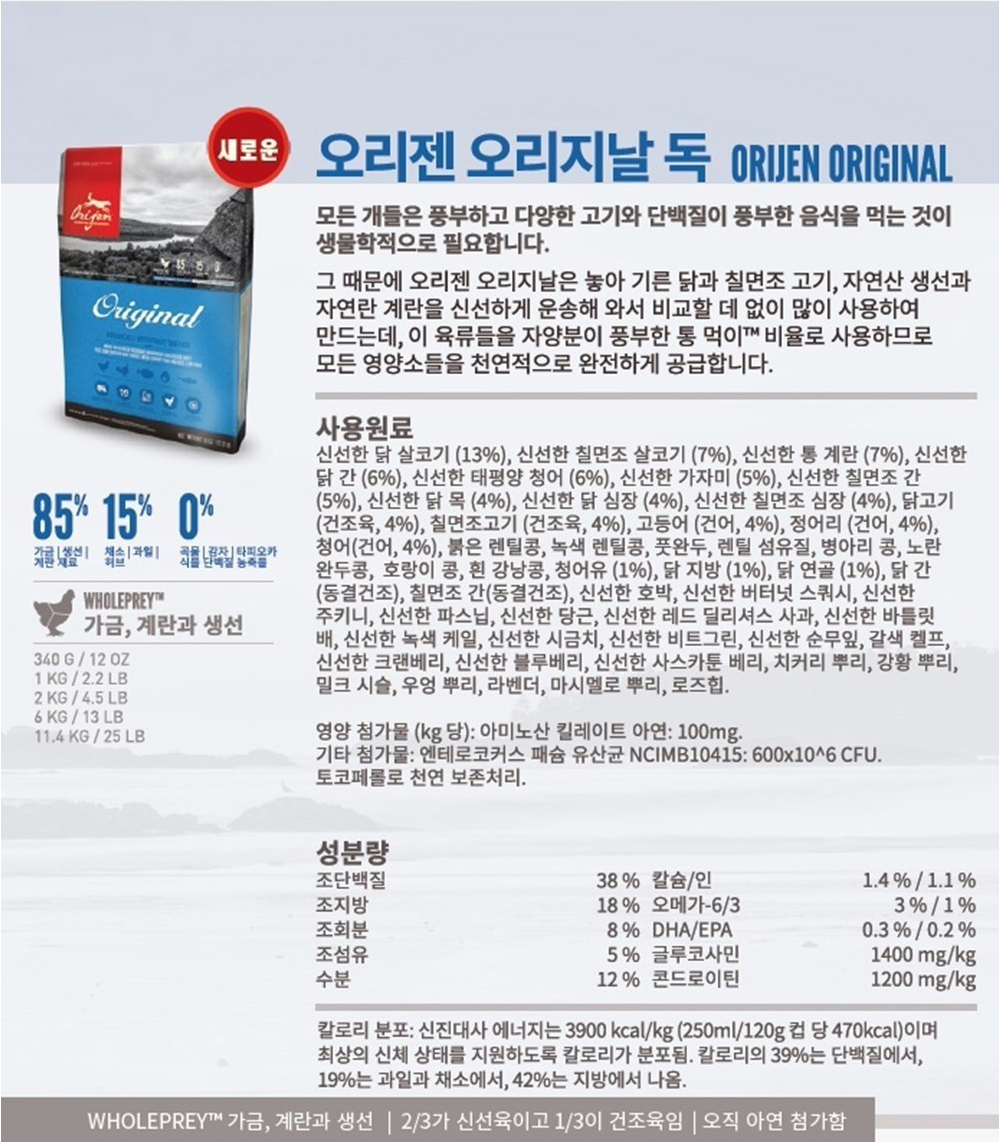 새로운
오리젠 오리지날 독 ORIJEN ORIGINAL
모든 개들은 풍부하고 다양한 고기와 단백질이 풍부한 음식을 먹는 것이
생물학적으로 필요합니다.
그 때문에 오리젠 오리지날은 놓아 기른 닭과 칠면조 고기, 자연산 생선과
자연란 계란을 신선하게 운송해 와서 비교할 데 없이 많이 사용하여
만드는데, 이 육류들을 자양분이 풍부한 통 먹이™ 비율로 사용하므로
모든 영양소들을 천연적으로 완전하게 공급합니다.
Orijen
85 15 0
Original
85% 15% 0%
가금 | 생선 | 채소 | 과일 | 곡물 | 감자 | 타피오카
계란 재료 허브 식물 단백질 농축물
WHOLEPREY™
가금, 계란과 생선
340 G / 12 OZ
1 KG / 2.2 LB
2 KG / 4.5 LB
6 KG / 13 LB
11.4 KG / 25 LB
사용원료
신선한 닭 살코기 (13%), 신선한 칠면조 살코기 (7%), 신선한 통 계란 (7%), 신선한
닭 간 (6%), 신선한 태평양 청어 (6%), 신선한 가자미 (5%), 신선한 칠면조 간
(5%), 신선한 닭 목 (4%), 신선한 닭 심장 (4%), 신선한 칠면조 심장 (4%), 닭고기
(건조육, 4%), 칠면조고기 (건조육, 4%), 고등어 (건어, 4%), 정어리 (건어, 4%),
청어(건어, 4%), 붉은 렌틸콩, 녹색 렌틸콩, 풋완두, 렌틸 섬유질, 병아리 콩, 노란
완두콩, 호랑이 콩, 흰 강낭콩, 청어유 (1%), 닭 지방 (1%), 닭 연골 (1%), 닭 간
(동결건조), 칠면조 간(동결건조), 신선한 호박, 신선한 버터넛 스쿼시, 신선한
주키니, 신선한 파스닙, 신선한 당근, 신선한 레드 딜리셔스 사과, 신선한 바틀릿
배, 신선한 녹색 케일, 신선한 시금치, 신선한 비트그린, 신선한 순무잎, 갈색 켈프,
신선한 크랜베리, 신선한 블루베리, 신선한 사스카툰 베리, 치커리 뿌리, 강황 뿌리,
밀크 시슬, 우엉 뿌리, 라벤더, 마시멜로 뿌리, 로즈힙.
영양 첨가물 (kg 당): 아미노산 킬레이트 아연: 100mg.
기타 첨가물: 엔테로코커스 패슘 유산균 NCIMB10415: 600x10^6 CFU.
토코페롤로 천연 보존처리.
성분량
조단백질 38 % 칼슘/인 1.4 % / 1.1 %
조지방 18 % 오메가-6/3 3 % / 1 %
조회분 8 % DHA/EPA 0.3 % / 0.2 %
조섬유 5 % 글루코사민 1400 mg/kg
수분 12 % 콘드로이틴 1200 mg/kg
칼로리 분포: 신진대사 에너지는 3900 kcal/kg (250ml/120g 컵 당 470kcal)이며
최상의 신체 상태를 지원하도록 칼로리가 분포됨. 칼로리의 39%는 단백질에서,
19%는 과일과 채소에서, 42%는 지방에서 나옴.
WHOLEPREY™ 가금, 계란과 생선 | 2/3가 신선육이고 1/3이 건조육임 | 오직 아연 첨가함